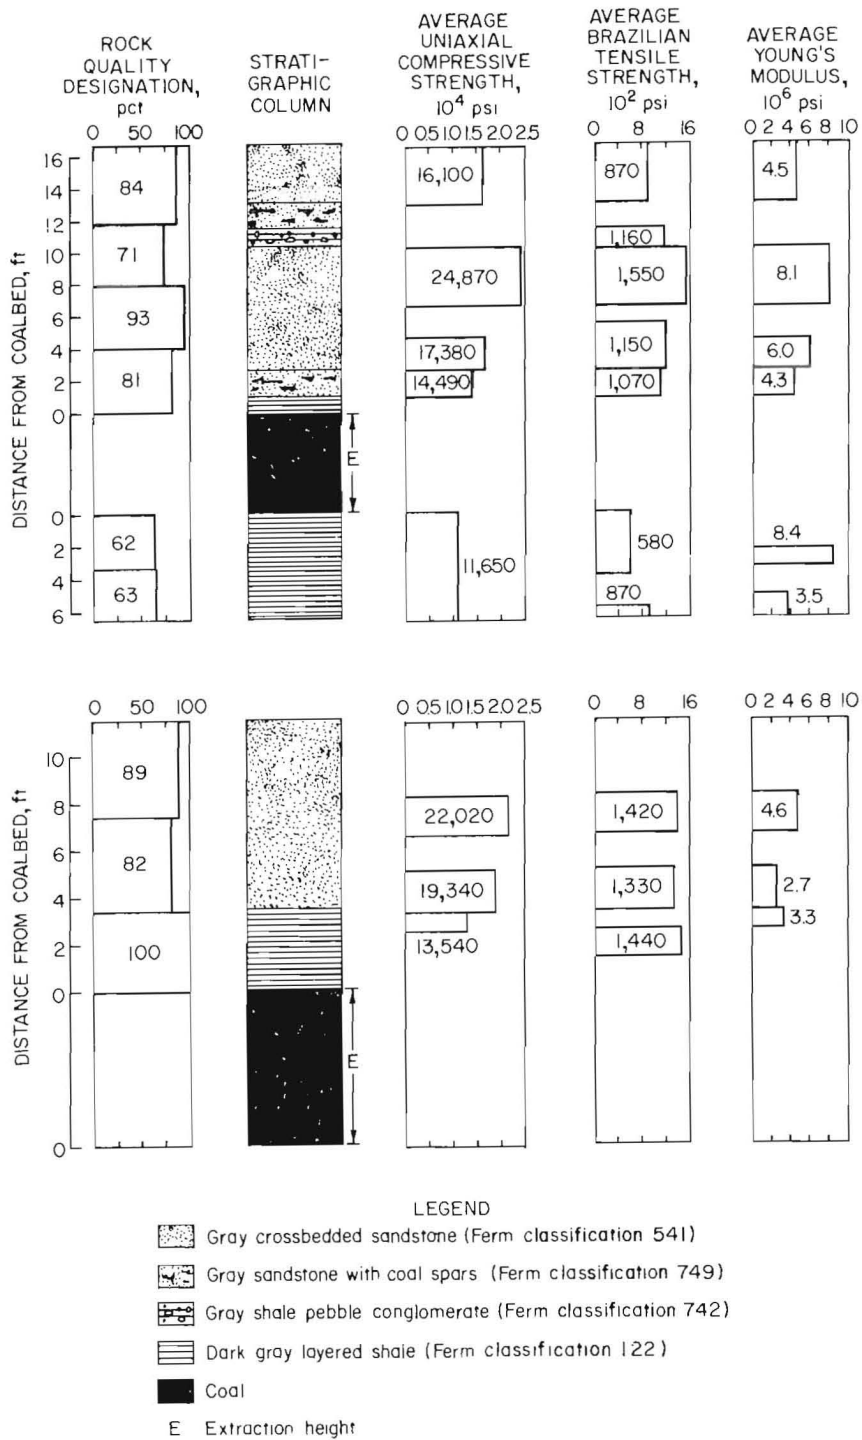 ROCK QUALITY DESIGNATION, pct
STRATI-GRAPHIC COLUMN
AVERAGE UNIAXIAL COMPRESSIVE STRENGTH, 10^4 psi
AVERAGE BRAZILIAN TENSILE STRENGTH, 10^2 psi
AVERAGE YOUNG'S MODULUS, 10^6 psi
0 50 100
0 0.5 1.0 1.5 2.0 2.5
0 8 16
0 2 4 6 8 10
DISTANCE FROM COALBED, ft
16
14
12
10
8
6
4
2
0
0
2
4
6
84
71
93
81
62
63
E
16,100
24,870
17,380
14,490
11,650
870
1,160
1,550
1,150
1,070
580
870
4.5
8.1
6.0
4.3
8.4
3.5
0 50 100
0 0.5 1.0 1.5 2.0 2.5
0 8 16
0 2 4 6 8 10
DISTANCE FROM COALBED, ft
10
8
6
4
2
0
0
89
82
100
E
22,020
19,340
13,540
1,420
1,330
1,440
4.6
2.7
3.3
LEGEND
Gray crossbedded sandstone (Ferm classification 541)
Gray sandstone with coal spars (Ferm classification 749)
Gray shale pebble conglomerate (Ferm classification 742)
Dark gray layered shale (Ferm classification 122)
Coal
E Extraction height